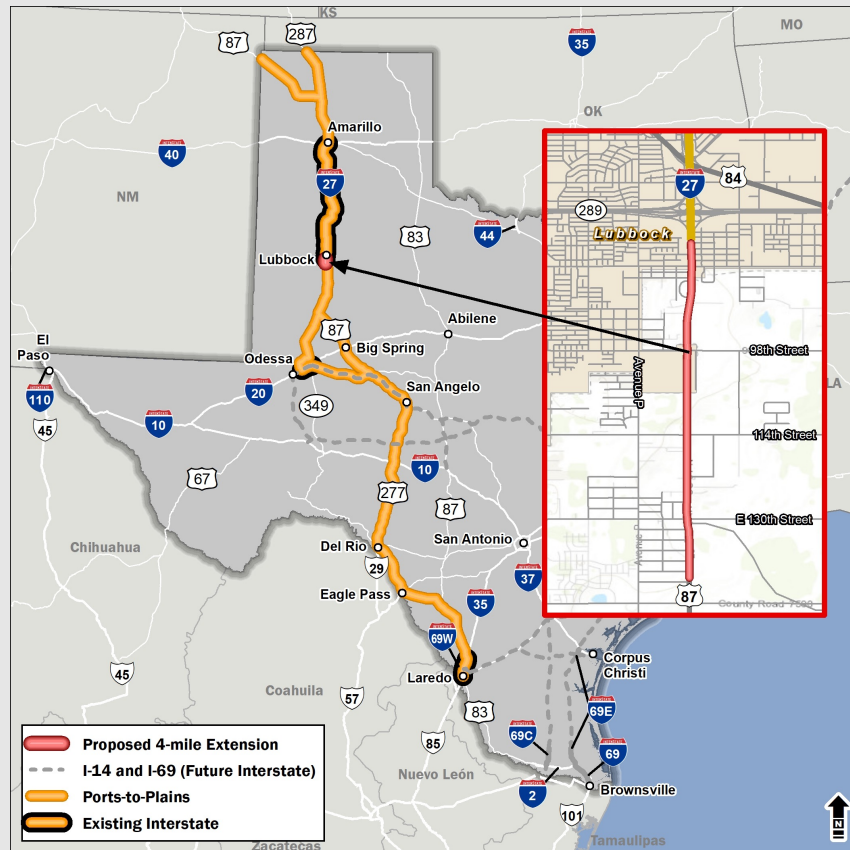 KS
MO
87
287
35
OK
Amarillo
40
27
NM
27
84
289
Lubbock
83
44
Lubbock
Abilene
87
Big Spring
98th Street
El
Paso
Odessa
San Angelo
Avenue P
LA
110
20
349
45
10
114th Street
10
67
277
87
E 130th Street
Chihuahua
Del Rio
San Antonio
29
37
Eagle Pass
35
87
69W
Corpus
Christi
45
Laredo
Coahuila
57
83
69E
69C
85
69
Proposed 4-mile Extension
I-14 and I-69 (Future Interstate)
Nuevo León
Ports-to-Plains
2
Brownsville
Existing Interstate
101
N
Zacatecas
Tamaulipas